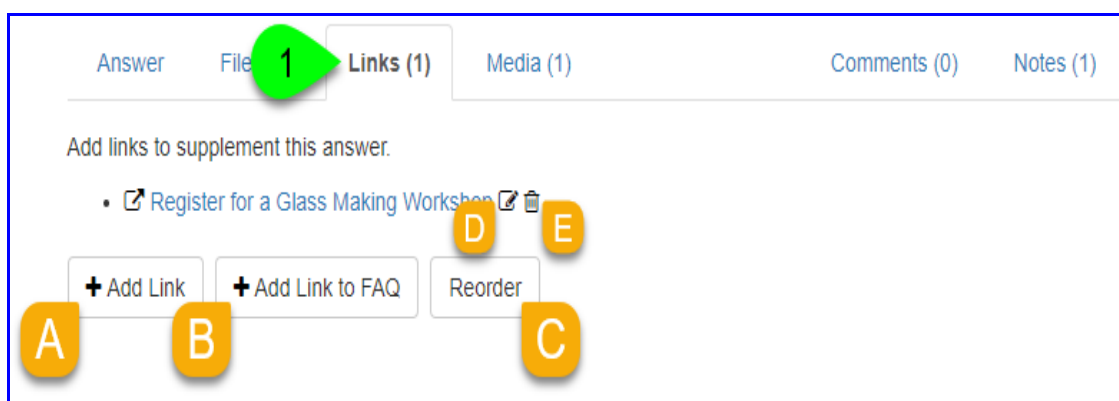 Answer File 1 Links (1) Media (1) Comments (0) Notes (1)
Add links to supplement this answer.
Register for a Glass Making Workshop
D E
+ Add Link + Add Link to FAQ Reorder
A B C